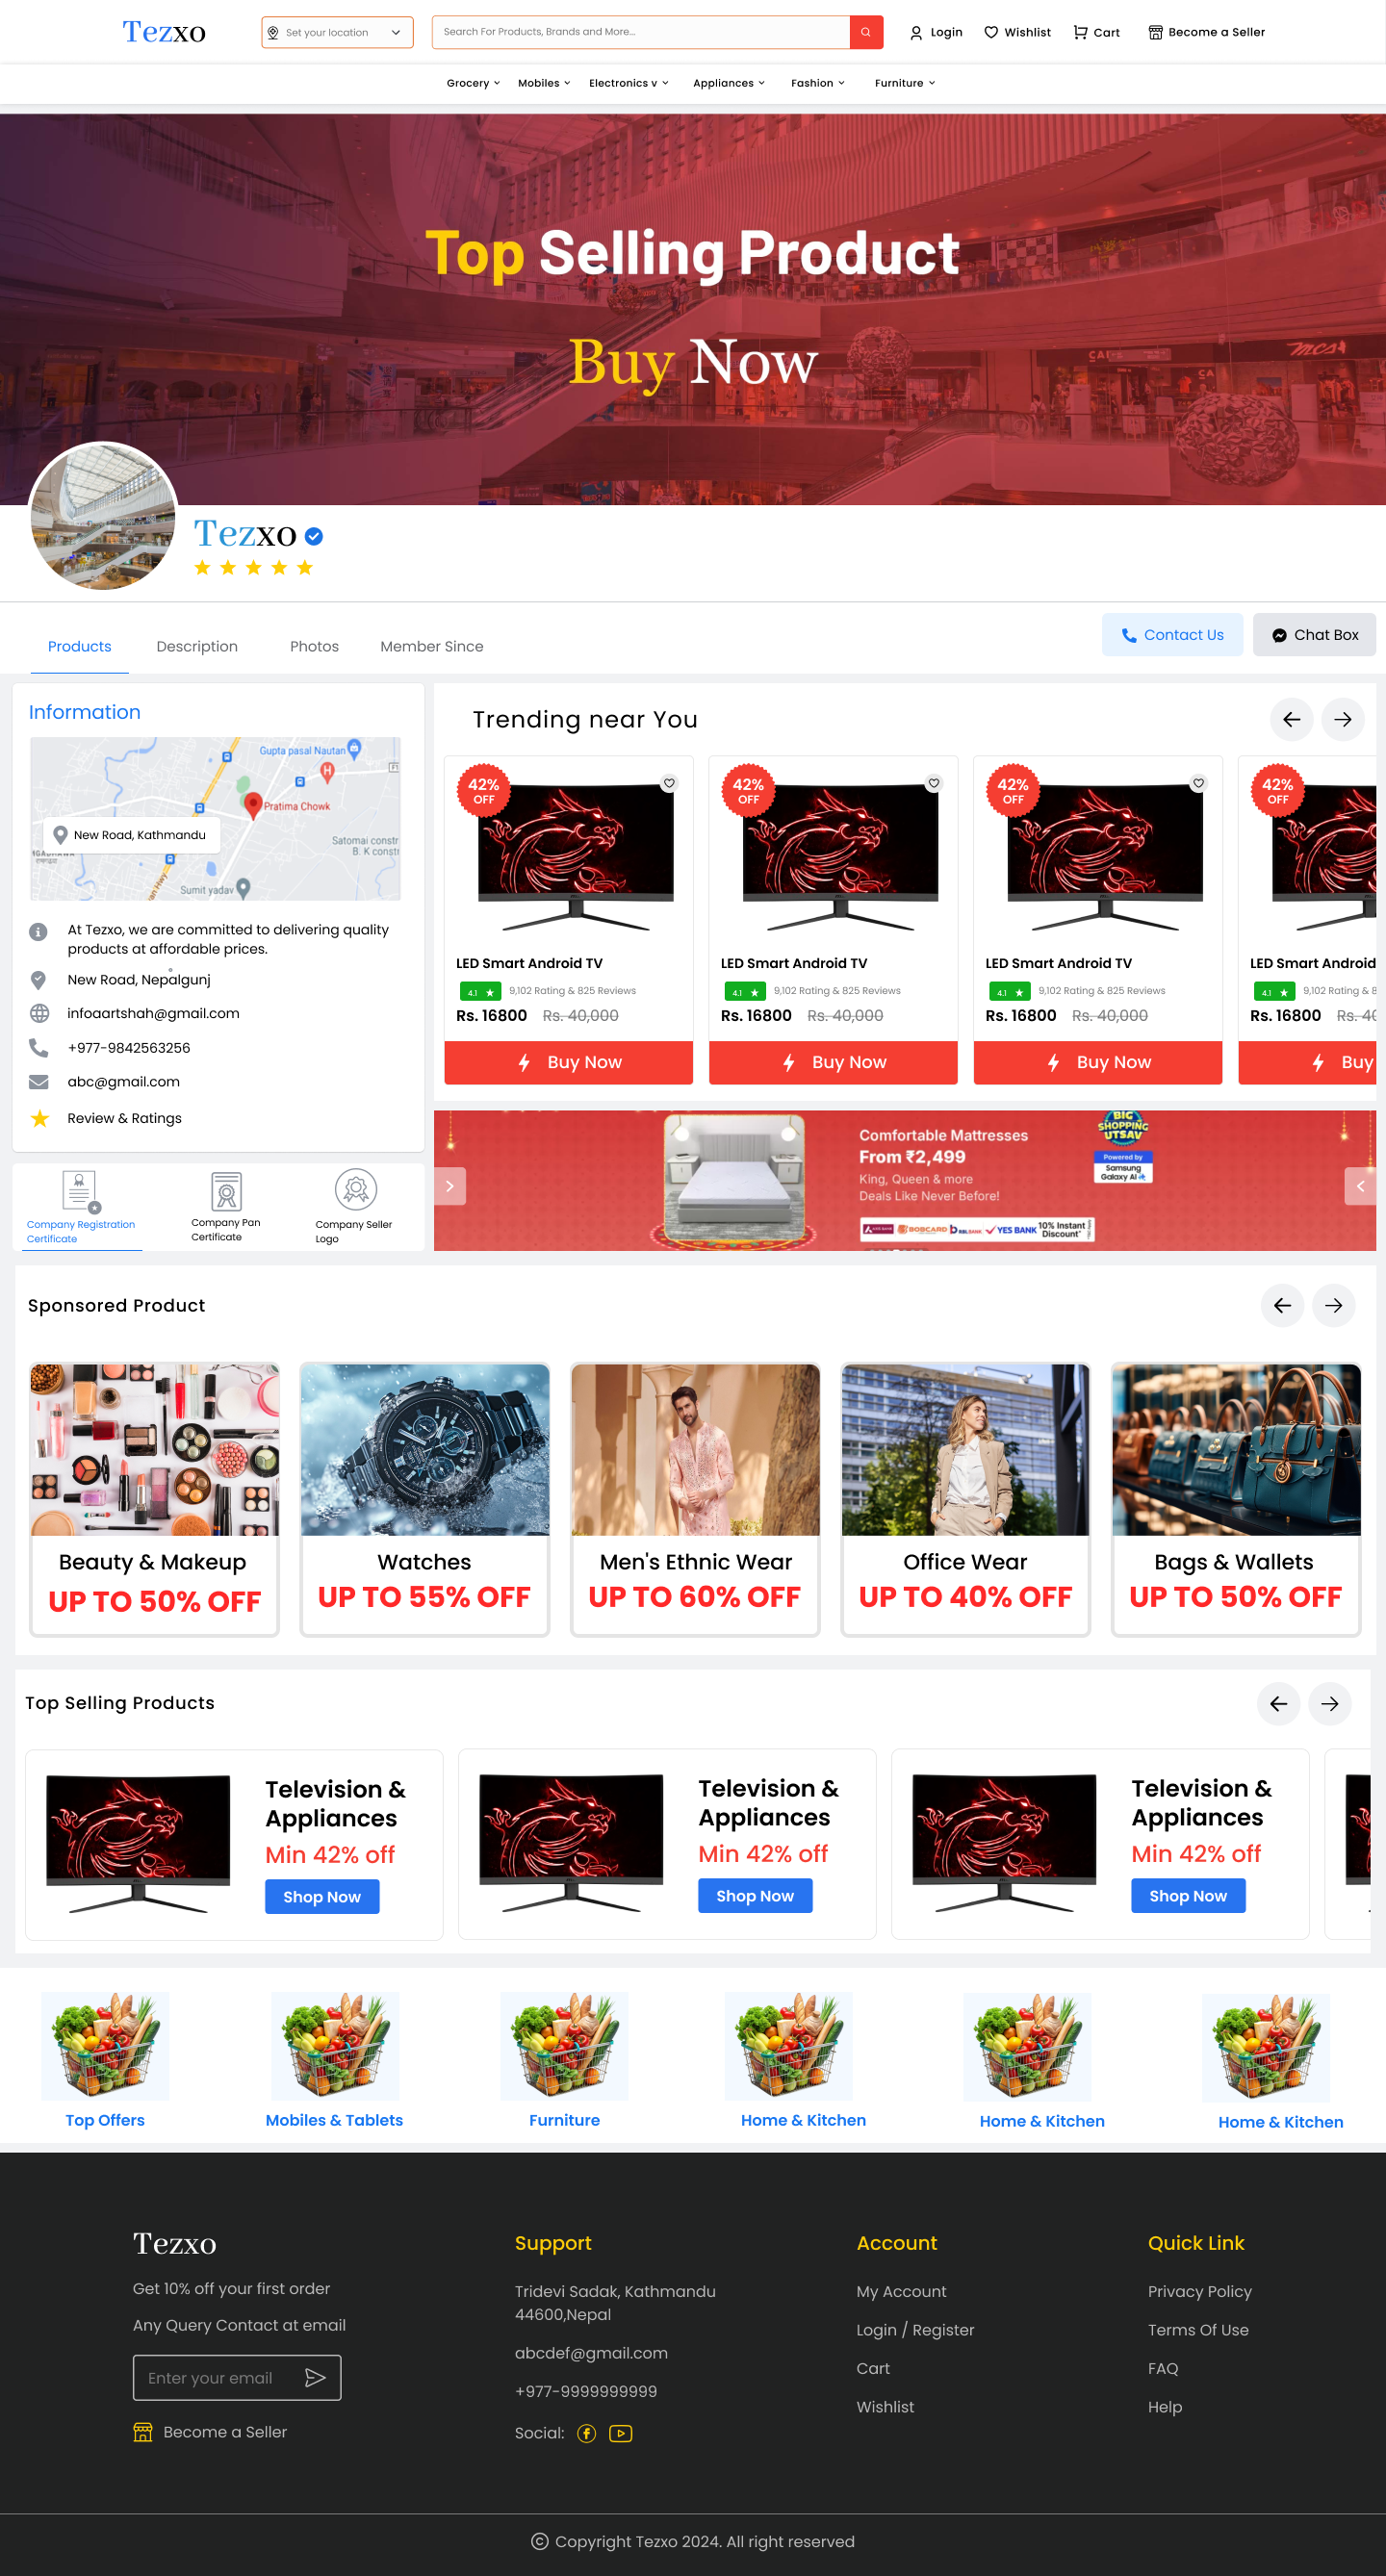 Tezxo
Set your location
Search For Products, Brands and More...
Login
Wishlist
Cart
Become a Seller
Grocery
Mobiles
Electronics v
Appliances
Fashion
Furniture
Top Selling Product
Buy Now
Tezxo
Products
Description
Photos
Member Since
Contact Us
Chat Box
Information
Gupta pasal Nautan
H
Pratima Chowk
New Road, Kathmandu
Satomai constr
B. K constr
an Hwy
Sumit yadav
At Tezxo, we are committed to delivering quality
products at affordable prices.
New Road, Nepalgunj
infoaartshah@gmail.com
+977-9842563256
abc@gmail.com
Review & Ratings
Company Registration
Certificate
Company Pan
Certificate
Company Seller
Logo
Trending near You
42%
OFF
LED Smart Android TV
4.1
9,102 Rating & 825 Reviews
Rs. 16800 Rs. 40,000
Buy Now
42%
OFF
LED Smart Android TV
4.1
9,102 Rating & 825 Reviews
Rs. 16800 Rs. 40,000
Buy Now
42%
OFF
LED Smart Android TV
4.1
9,102 Rating & 825 Reviews
Rs. 16800 Rs. 40,000
Buy Now
42%
OFF
LED Smart Android
4.1
9,102 Rating & 8
Rs. 16800 Rs. 40
Buy
Comfortable Mattresses
From ₹2,499
King, Queen & more
Deals Like Never Before!
BIG
SHOPPING
UTSAV
Powered by
Samsung
Galaxy AI
AXIS BANK BOBCARD RBLBANK YES BANK 10% Instant
Discount*
Sponsored Product
Beauty & Makeup
UP TO 50% OFF
Watches
UP TO 55% OFF
Men's Ethnic Wear
UP TO 60% OFF
Office Wear
UP TO 40% OFF
Bags & Wallets
UP TO 50% OFF
Top Selling Products
Television &
Appliances
Min 42% off
Shop Now
Television &
Appliances
Min 42% off
Shop Now
Television &
Appliances
Min 42% off
Shop Now
Top Offers
Mobiles & Tablets
Furniture
Home & Kitchen
Home & Kitchen
Home & Kitchen
Tezxo
Get 10% off your first order
Any Query Contact at email
Enter your email
Become a Seller
Support
Tridevi Sadak, Kathmandu
44600,Nepal
abcdef@gmail.com
+977-9999999999
Social:
Account
My Account
Login / Register
Cart
Wishlist
Quick Link
Privacy Policy
Terms Of Use
FAQ
Help
© Copyright Tezxo 2024. All right reserved